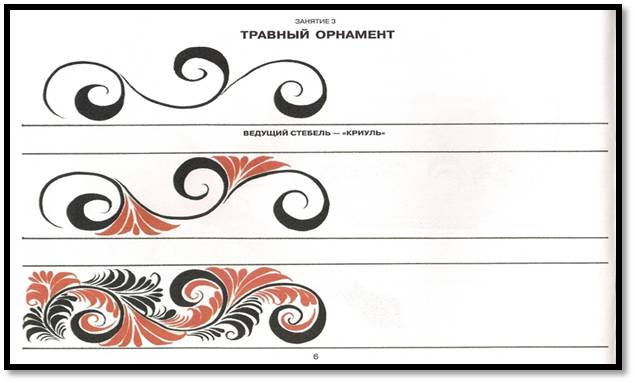 ЗАНЯТИЕ 3
ТРАВНЫЙ ОРНАМЕНТ
ВЕДУЩИЙ СТЕБЕЛЬ — «КРИУЛЬ»
6